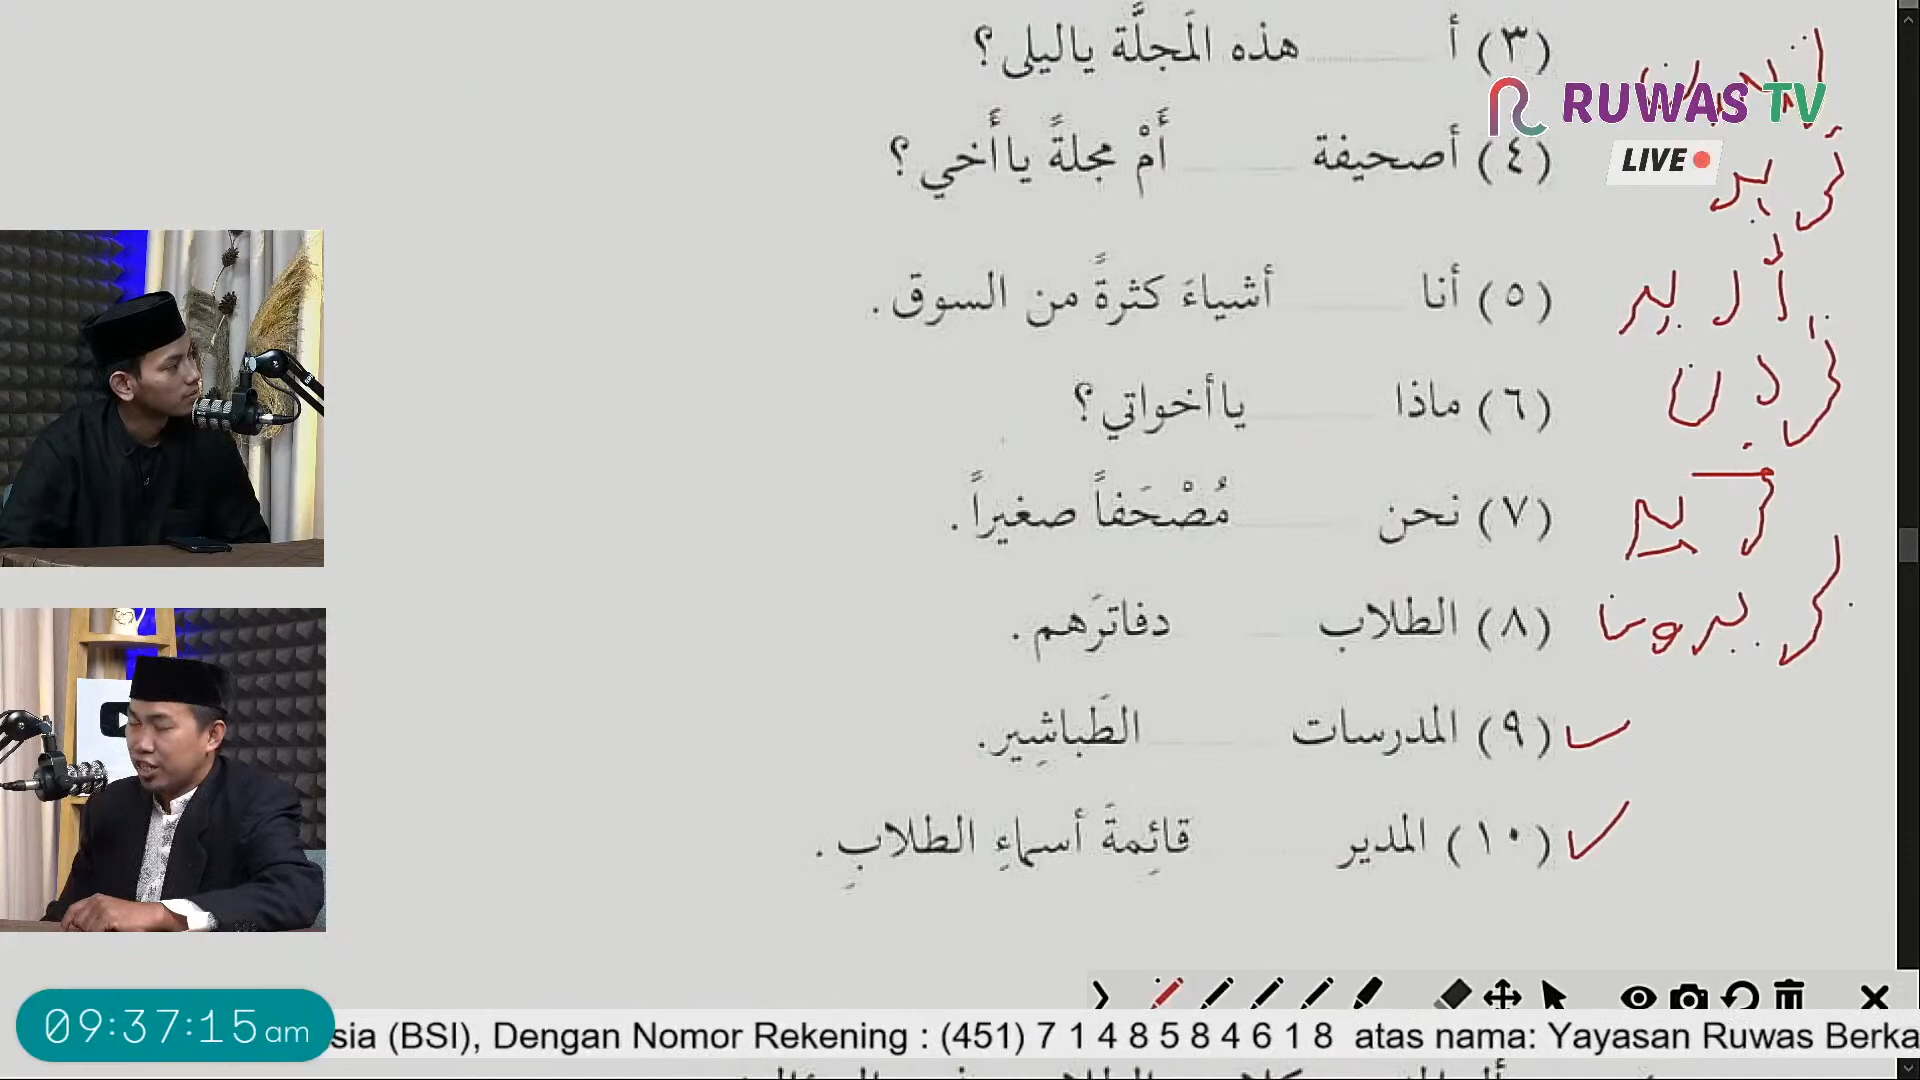 (٣) أ ........ هذه المَجلَّة ياليلى؟
RUWAS TV
LIVE
(٤) أصحيفة ........ أَمْ مجلةً ياأَخي؟
(٥) أنا ........ أشياءَ كثرةً من السوق.
(٦) ماذا ........ ياأخواتي؟
(٧) نحن ........ مُصْحَفاً صغيراً.
(٨) الطلاب ........ دفاترَهم.
(٩) المدرسات ........ الطَباشِير.
(١٠) المدير ........ قائِمةَ أسماءِ الطلابِ.
09:37:15 am
sia (BSI), Dengan Nomor Rekening : (451) 7 1 4 8 5 8 4 6 1 8 atas nama: Yayasan Ruwas Berka